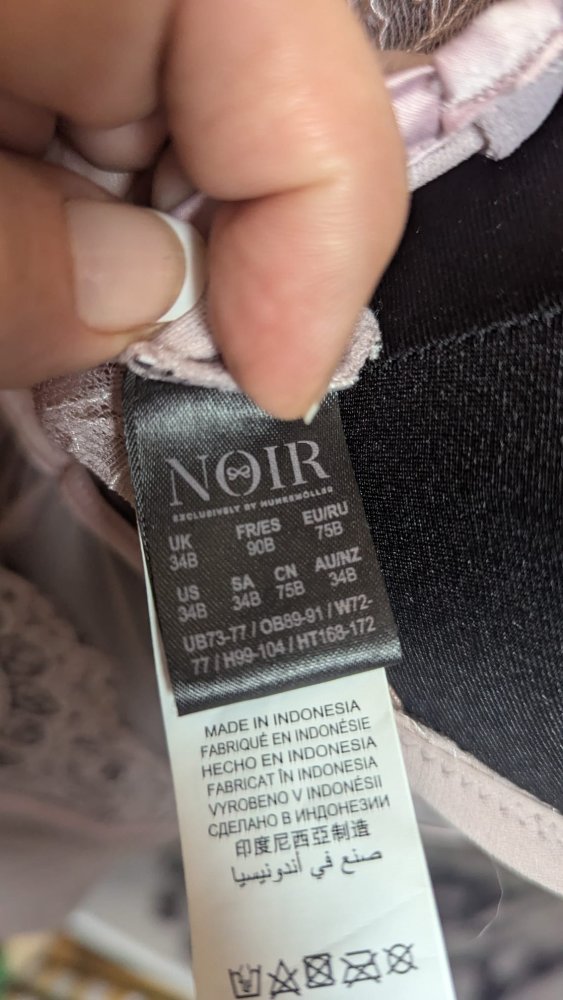 NOIR
EXCLUSIVELY BY HUNKEMÖLLER
UK FR/ES EU/RU
34B 90B 75B
US SA CN AU/NZ
34B 34B 75B 34B
UB73-77 / OB89-91 / W72-
77 / H99-104 / HT168-172
MADE IN INDONESIA
FABRIQUÉ EN INDONÉSIE
HECHO EN INDONESIA
FABRICAT ÎN INDONESIA
VYROBENO V INDONÉSII
СДЕЛАНО В ИНДОНЕЗИИ
印度尼西亞制造
صنع في أندونيسيا